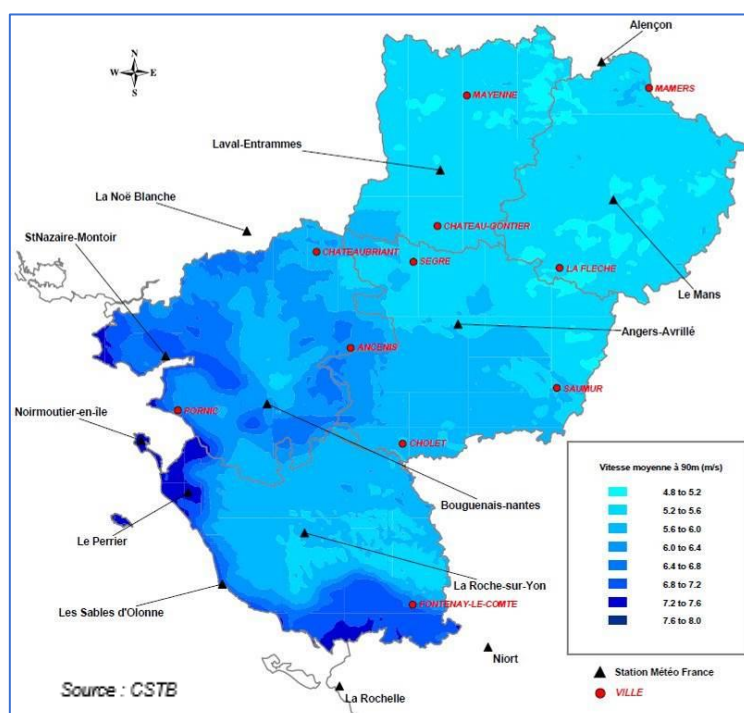 Alençon
N
W E
S
MAYENNE
MAMERS
Laval-Entrammes
La Noë Blanche
CHATEAU-GONTIER
StNazaire-Montoir
CHATEAUBRIANT
SEGRE
LA FLECHE
Le Mans
Angers-Avrillé
ANCENIS
SAUMUR
Noirmoutier-en-île
PORNIC
CHOLET
Bouguenais-nantes
Le Perrier
La Roche-sur-Yon
Les Sables d'Olonne
FONTENAY-LE-COMTE
Niort
La Rochelle
Source : CSTB
Vitesse moyenne à 90m (m/s)
4.8 to 5.2
5.2 to 5.6
5.6 to 6.0
6.0 to 6.4
6.4 to 6.8
6.8 to 7.2
7.2 to 7.6
7.6 to 8.0
Station Météo France
VILLE